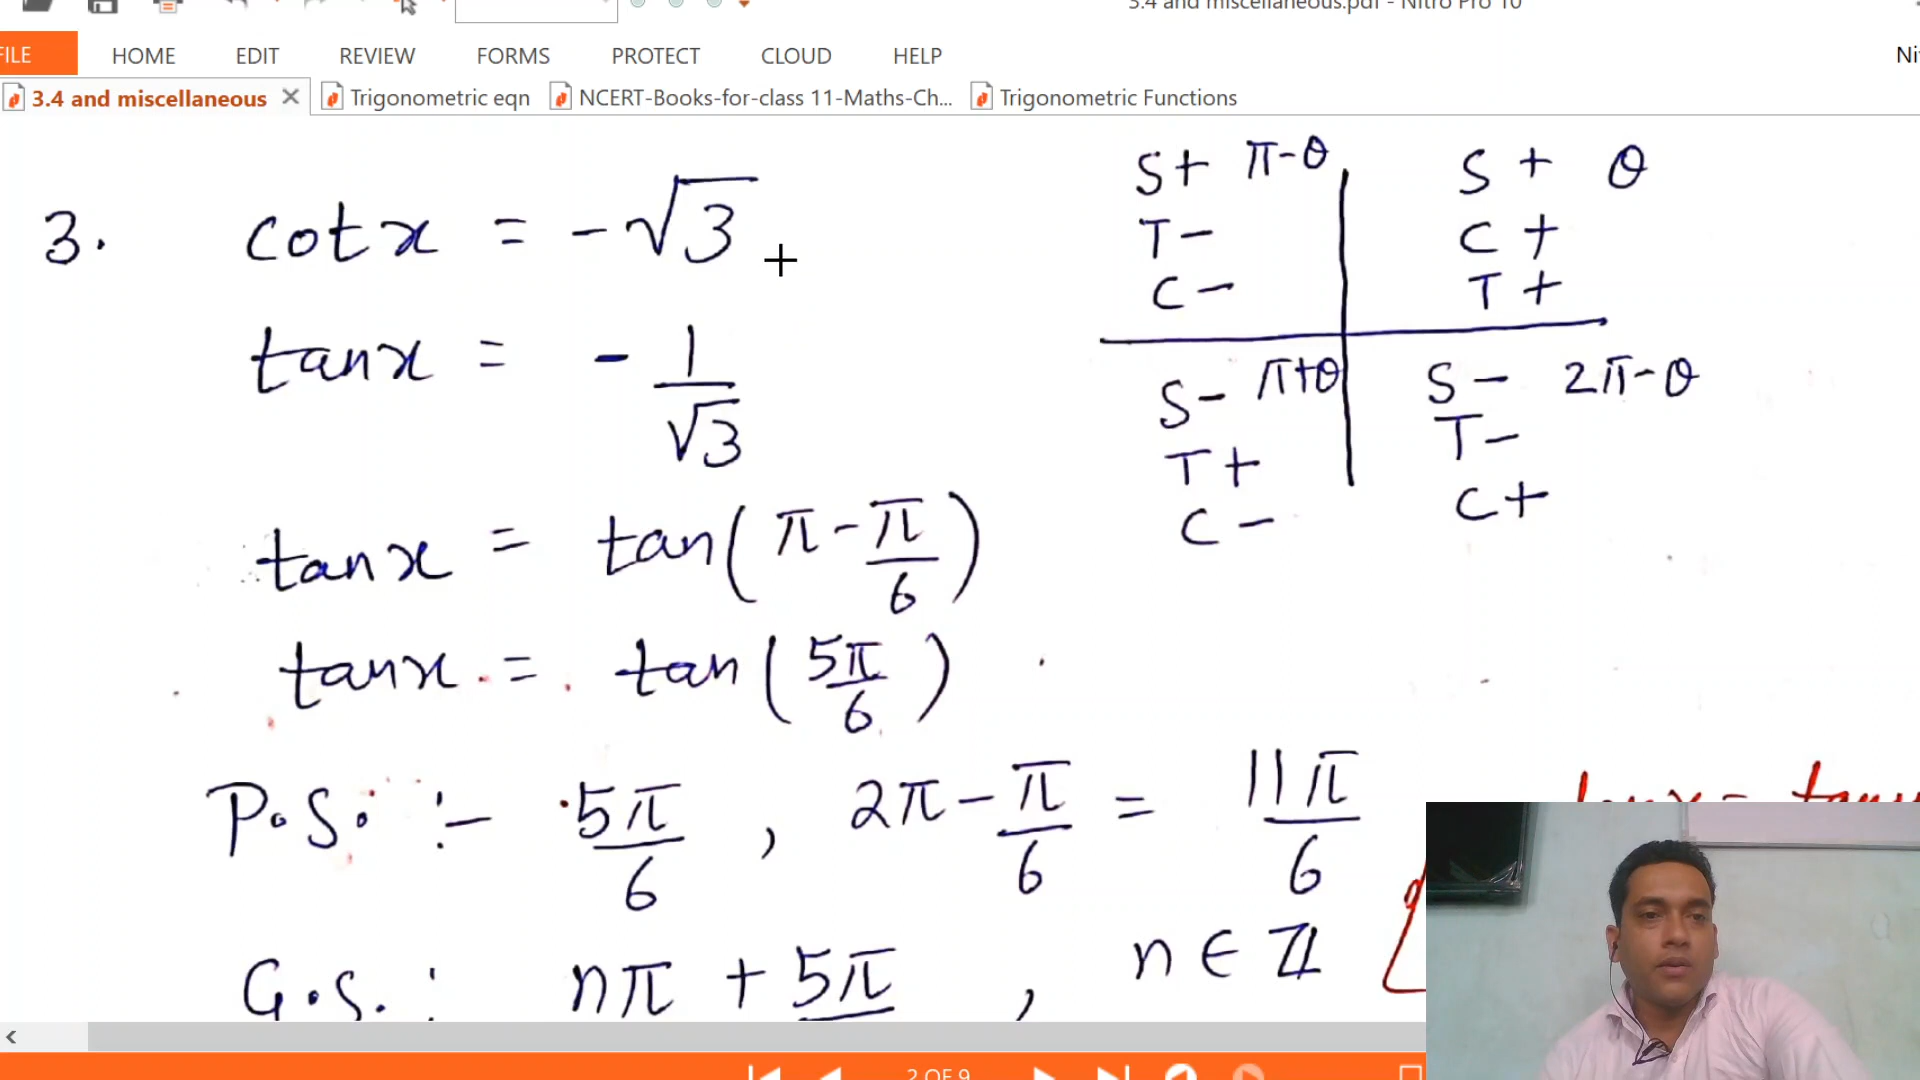 3.4 and miscellaneous.pdf - Nitro Pro 10
FILE HOME EDIT REVIEW FORMS PROTECT CLOUD HELP
3.4 and miscellaneous Trigonometric eqn NCERT-Books-for-class 11-Maths-Ch... Trigonometric Functions
3. cot x = -√3
tan x = - 1/√3
tan x = tan(π - π/6)
tan x = tan(5π/6)
P.S. :- 5π/6 , 2π - π/6 = 11π/6
G.S. : nπ + 5π , n ∈ ℤ
S+ π-θ
T-
C-
S + θ
C +
T +
S- π+θ
T +
C -
S- 2π-θ
T-
C+
2 OF 9